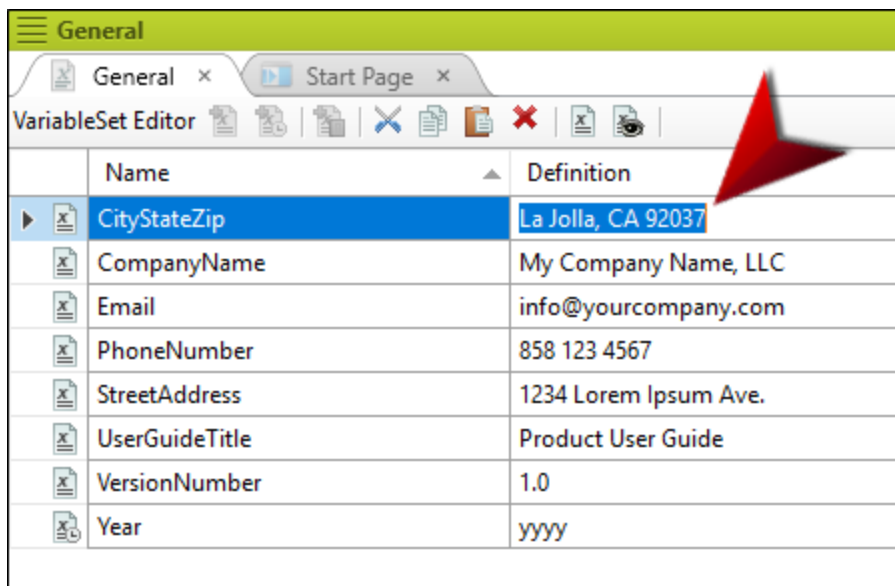 General
General × Start Page ×
VariableSet Editor
Name Definition
CityStateZip La Jolla, CA 92037
CompanyName My Company Name, LLC
Email info@yourcompany.com
PhoneNumber 858 123 4567
StreetAddress 1234 Lorem Ipsum Ave.
UserGuideTitle Product User Guide
VersionNumber 1.0
Year yyyy